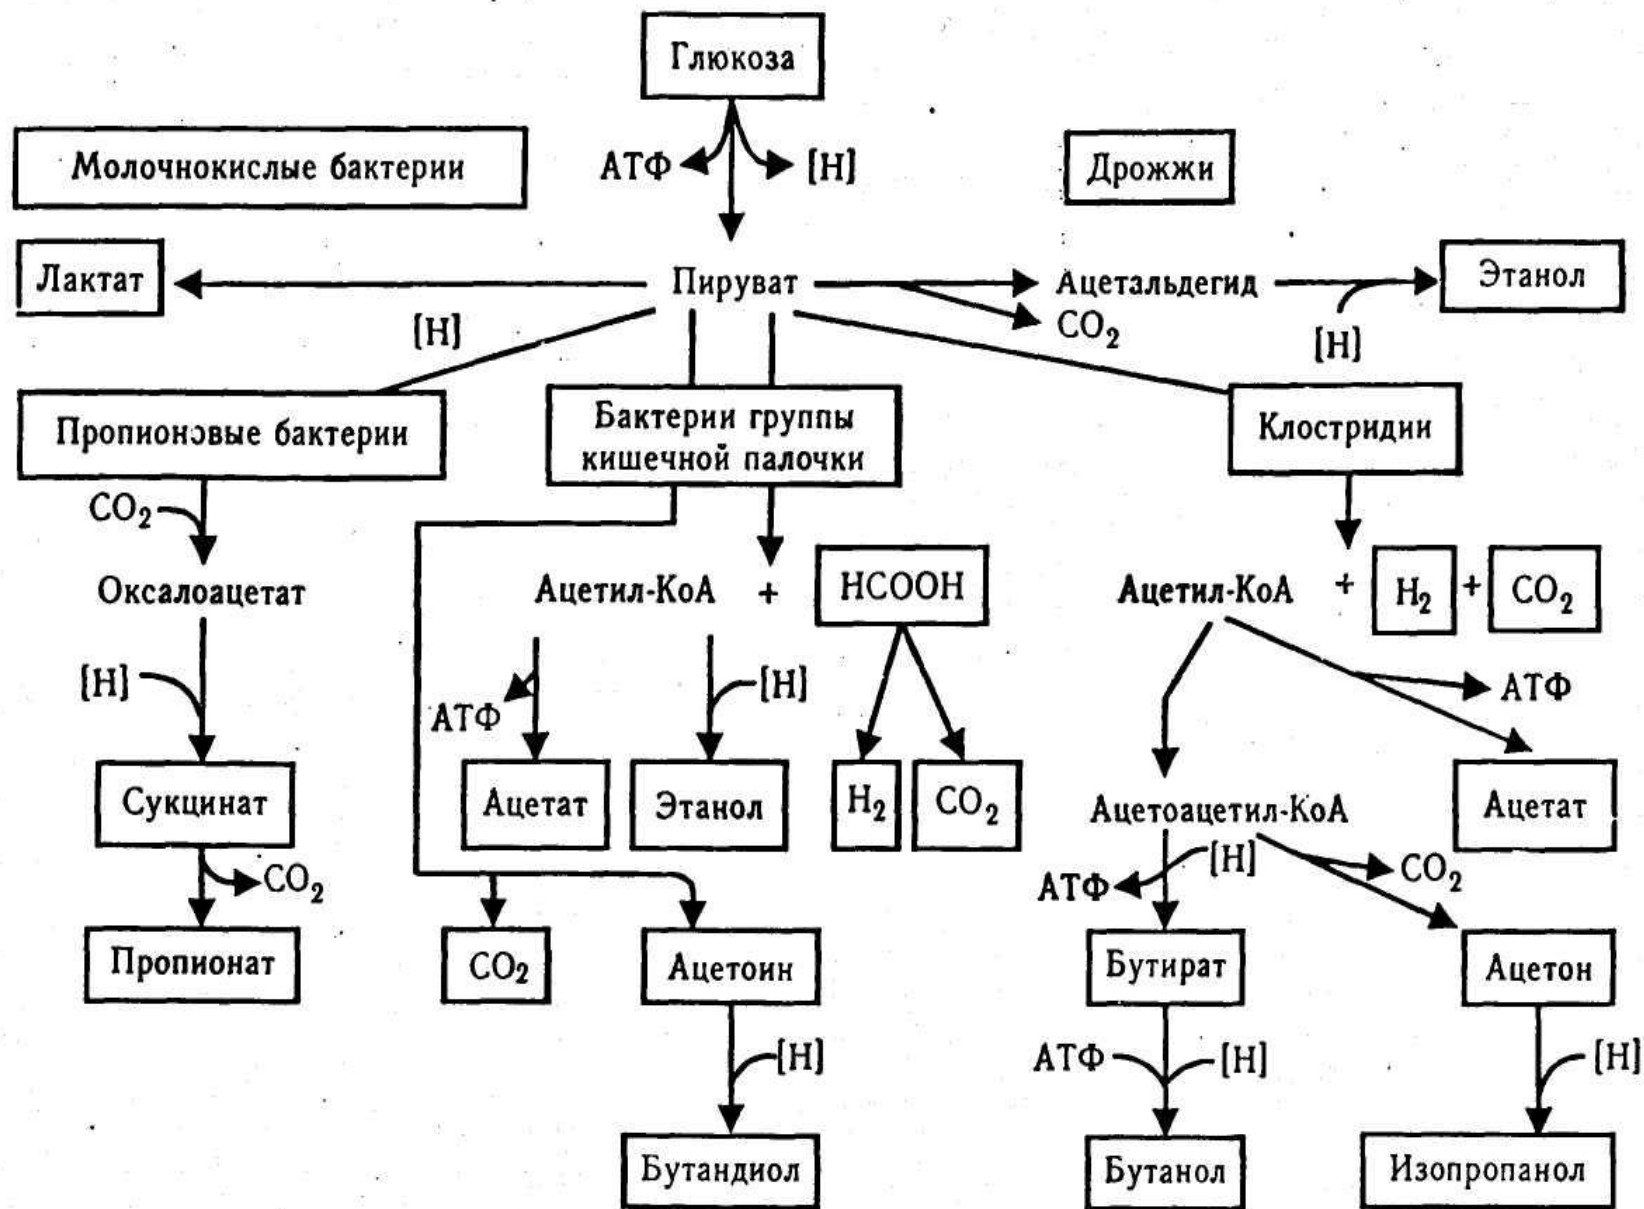 Глюкоза
Молочнокислые бактерии
АТФ
[H]
Дрожжи
Лактат
Пируват
Ацетальдегид
Этанол
[H]
CO2
[H]
Пропионовые бактерии
Бактерии группы
кишечной палочки
Клостридии
CO2
Оксалоацетат
Ацетил-КоА
+
HCOOH
Ацетил-КоА
+
H2
+
CO2
[H]
АТФ
[H]
АТФ
Сукцинат
Ацетат
Этанол
H2
CO2
Ацетоацетил-КоА
Ацетат
CO2
АТФ
[H]
CO2
Пропионат
CO2
Ацетоин
Бутират
Ацетон
[H]
АТФ
[H]
[H]
Бутандиол
Бутанол
Изопропанол